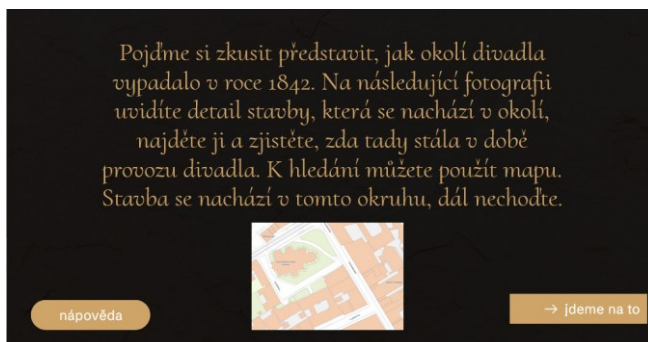 Pojďme si zkusit představit, jak okolí divadla
vypadalo v roce 1842. Na následující fotografii
uvidíte detail stavby, která se nachází v okolí,
najděte ji a zjistěte, zda tady stála v době
provozu divadla. K hledání můžete použít mapu.
Stavba se nachází v tomto okruhu, dál nechoďte.
nápověda
→ jdeme na to